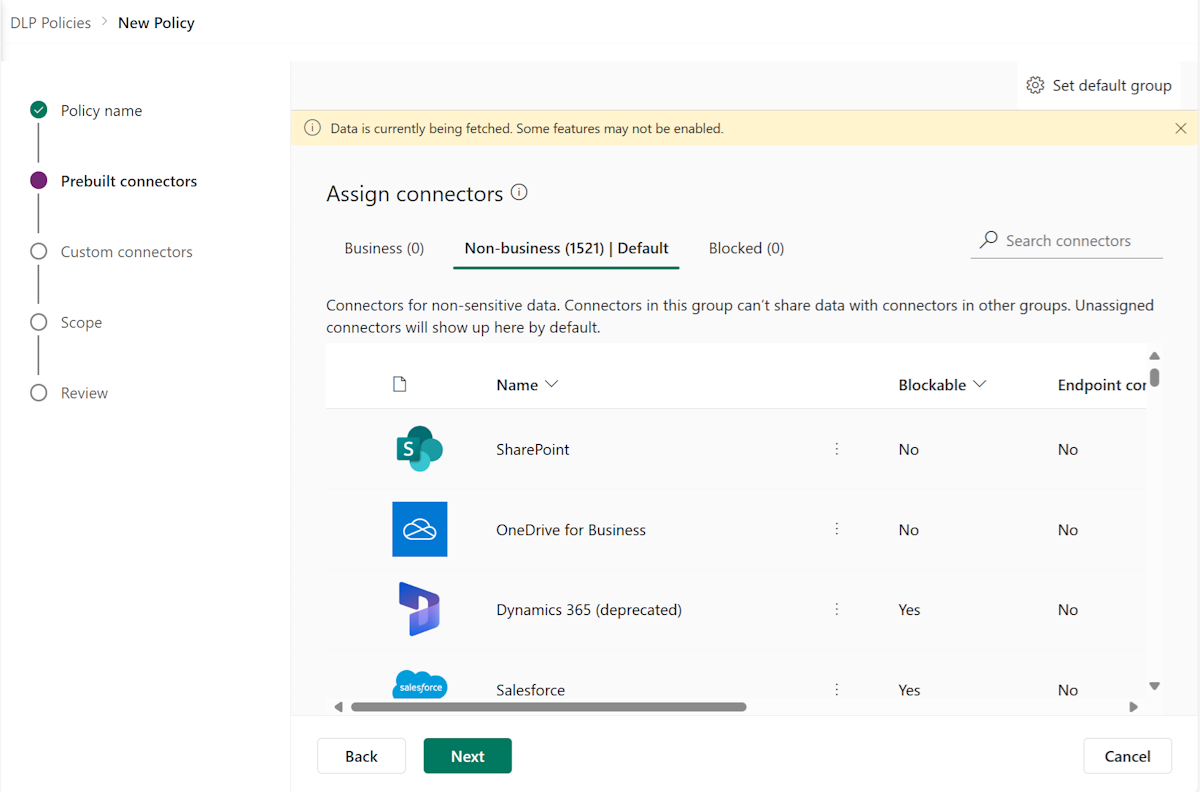 DLP Policies > New Policy
Set default group
Policy name
Prebuilt connectors
Custom connectors
Scope
Review
Data is currently being fetched. Some features may not be enabled.
Assign connectors
Business (0) Non-business (1521) | Default Blocked (0)
Search connectors
Connectors for non-sensitive data. Connectors in this group can't share data with connectors in other groups. Unassigned
connectors will show up here by default.
Name Blockable Endpoint cor
S SharePoint No No
OneDrive for Business No No
Dynamics 365 (deprecated) Yes No
salesforce Salesforce Yes No
Back Next Cancel